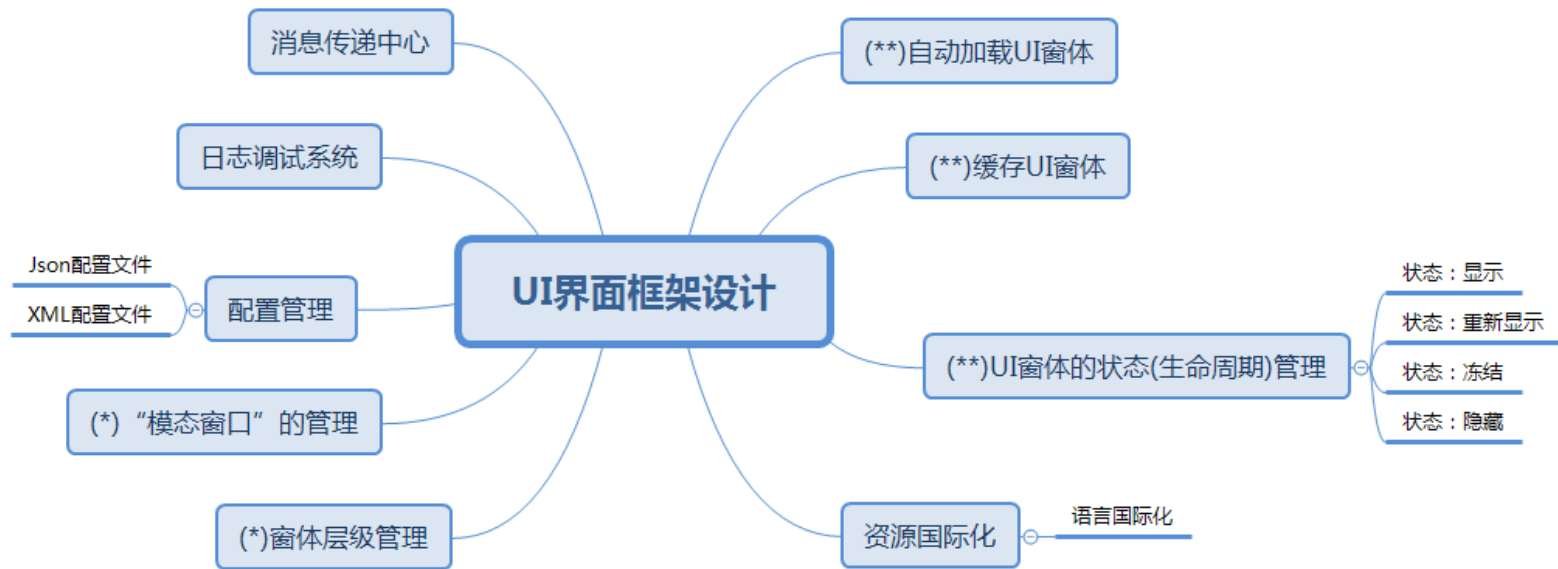 消息传递中心
(**)自动加载UI窗体
日志调试系统
(**)缓存UI窗体
UI界面框架设计
Json配置文件
XML配置文件
配置管理
(**)UI窗体的状态(生命周期)管理
状态：显示
状态：重新显示
状态：冻结
状态：隐藏
(*)“模态窗口”的管理
(*)窗体层级管理
资源国际化
语言国际化